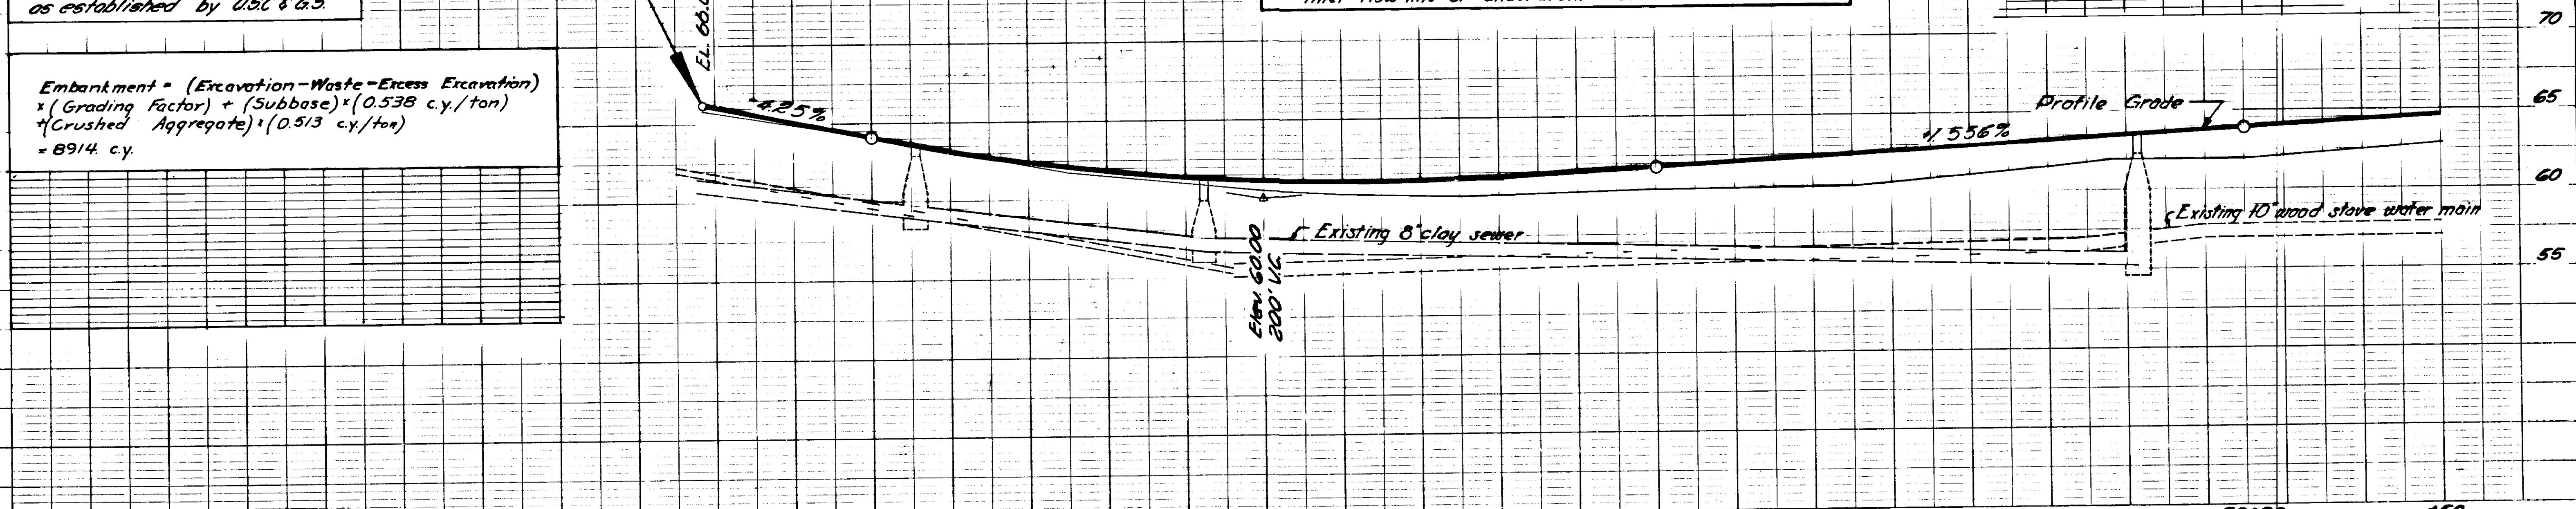 as established by U.S.C. & G.S.
70
Embankment = (Excavation-Waste-Excess Excavation)
x (Grading Factor) + (Subbase) x (0.538 c.y./ton)
+(Crushed Aggregate) x (0.513 c.y./ton)
= 8914. c.y.
El. 66.
-4.25%
Profile Grade
65
+1.556%
60
Existing 10" wood stave water main
Existing 8" clay sewer
55
Elev. 60.00
200' V.C.